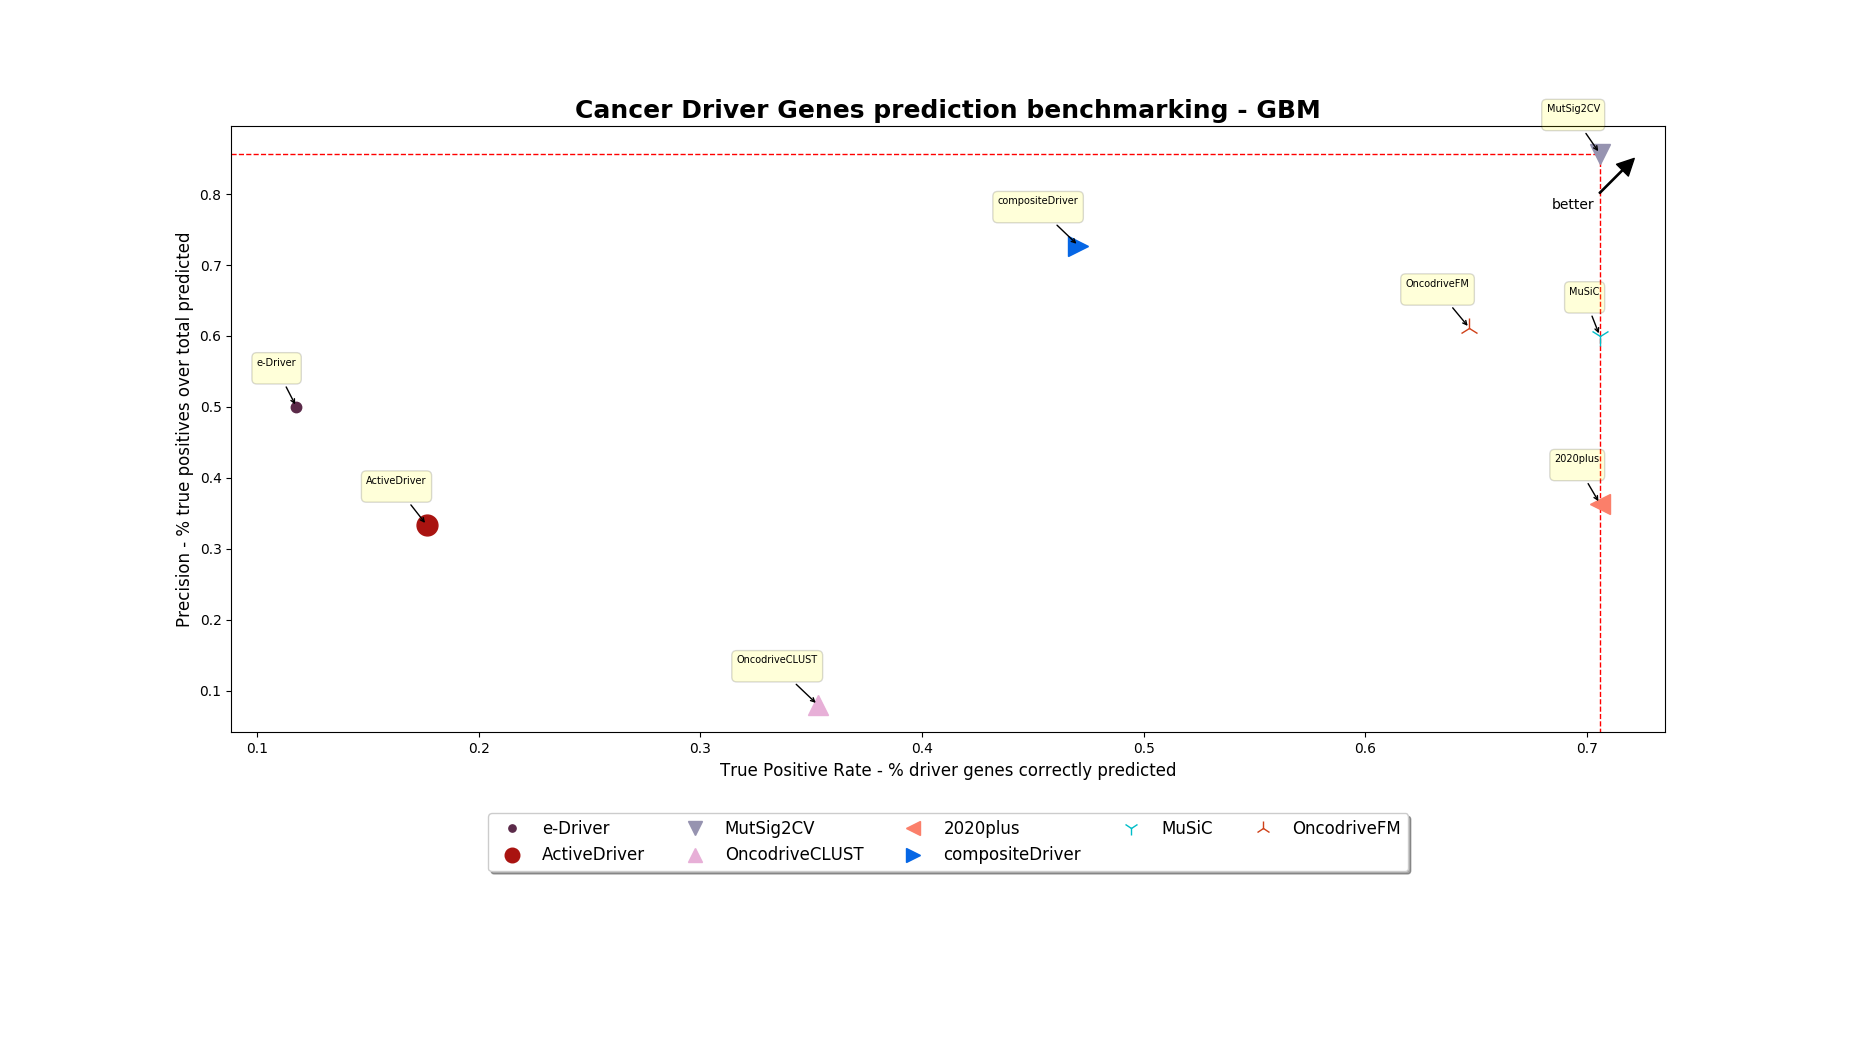 Cancer Driver Genes prediction benchmarking - GBM
MutSig2CV
better
compositeDriver
OncodriveFM
MuSiC
e-Driver
2020plus
ActiveDriver
OncodriveCLUST
Precision - % true positives over total predicted
0.8
0.7
0.6
0.5
0.4
0.3
0.2
0.1
0.1 0.2 0.3 0.4 0.5 0.6 0.7
True Positive Rate - % driver genes correctly predicted
e-Driver MutSig2CV 2020plus MuSiC OncodriveFM
ActiveDriver OncodriveCLUST compositeDriver